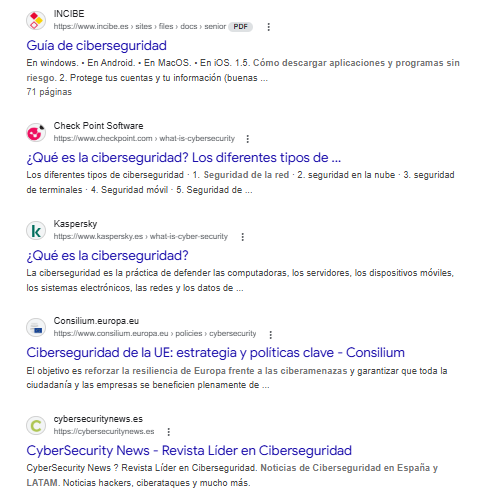 INCIBE
https://www.incibe.es › sites › files › docs › senior PDF
Guía de ciberseguridad
En windows. • En Android. • En MacOS. • En iOS. 1.5. Cómo descargar aplicaciones y programas sin
riesgo. 2. Protege tus cuentas y tu información (buenas ...
71 páginas
Check Point Software
https://www.checkpoint.com › what-is-cybersecurity
¿Qué es la ciberseguridad? Los diferentes tipos de ...
Los diferentes tipos de ciberseguridad · 1. Seguridad de la red · 2. seguridad en la nube · 3. seguridad
de terminales · 4. Seguridad móvil · 5. Seguridad de ...
Kaspersky
https://www.kaspersky.es › what-is-cyber-security
¿Qué es la ciberseguridad?
La ciberseguridad es la práctica de defender las computadoras, los servidores, los dispositivos móviles,
los sistemas electrónicos, las redes y los datos de ...
Consilium.europa.eu
https://www.consilium.europa.eu › policies › cybersecurity
Ciberseguridad de la UE: estrategia y políticas clave - Consilium
El objetivo es reforzar la resiliencia de Europa frente a las ciberamenazas y garantizar que toda la
ciudadanía y las empresas se beneficien plenamente de ...
cybersecuritynews.es
https://cybersecuritynews.es
CyberSecurity News - Revista Líder en Ciberseguridad
CyberSecurity News ? Revista Líder en Ciberseguridad. Noticias de Ciberseguridad en España y
LATAM. Noticias hackers, ciberataques y mucho más.